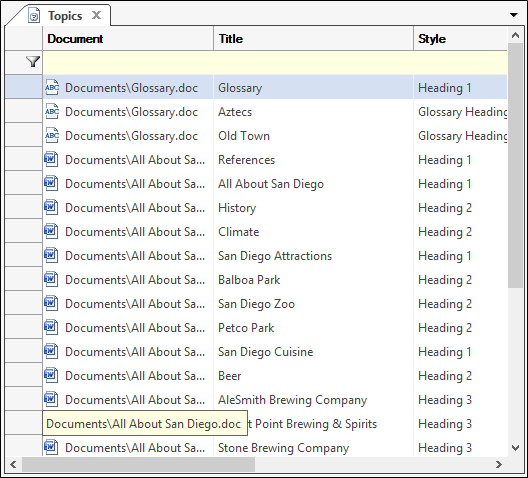 Topics
Document Title Style
ABC Documents\Glossary.doc Glossary Heading 1
ABC Documents\Glossary.doc Aztecs Glossary Heading
ABC Documents\Glossary.doc Old Town Glossary Heading
W Documents\All About Sa... References Heading 1
W Documents\All About Sa... All About San Diego Heading 1
W Documents\All About Sa... History Heading 2
W Documents\All About Sa... Climate Heading 2
W Documents\All About Sa... San Diego Attractions Heading 1
W Documents\All About Sa... Balboa Park Heading 2
W Documents\All About Sa... San Diego Zoo Heading 2
W Documents\All About Sa... Petco Park Heading 2
W Documents\All About Sa... San Diego Cuisine Heading 1
W Documents\All About Sa... Beer Heading 2
W Documents\All About Sa... AleSmith Brewing Company Heading 3
Documents\All About San Diego.doc t Point Brewing & Spirits Heading 3
W Documents\All About Sa... Stone Brewing Company Heading 3